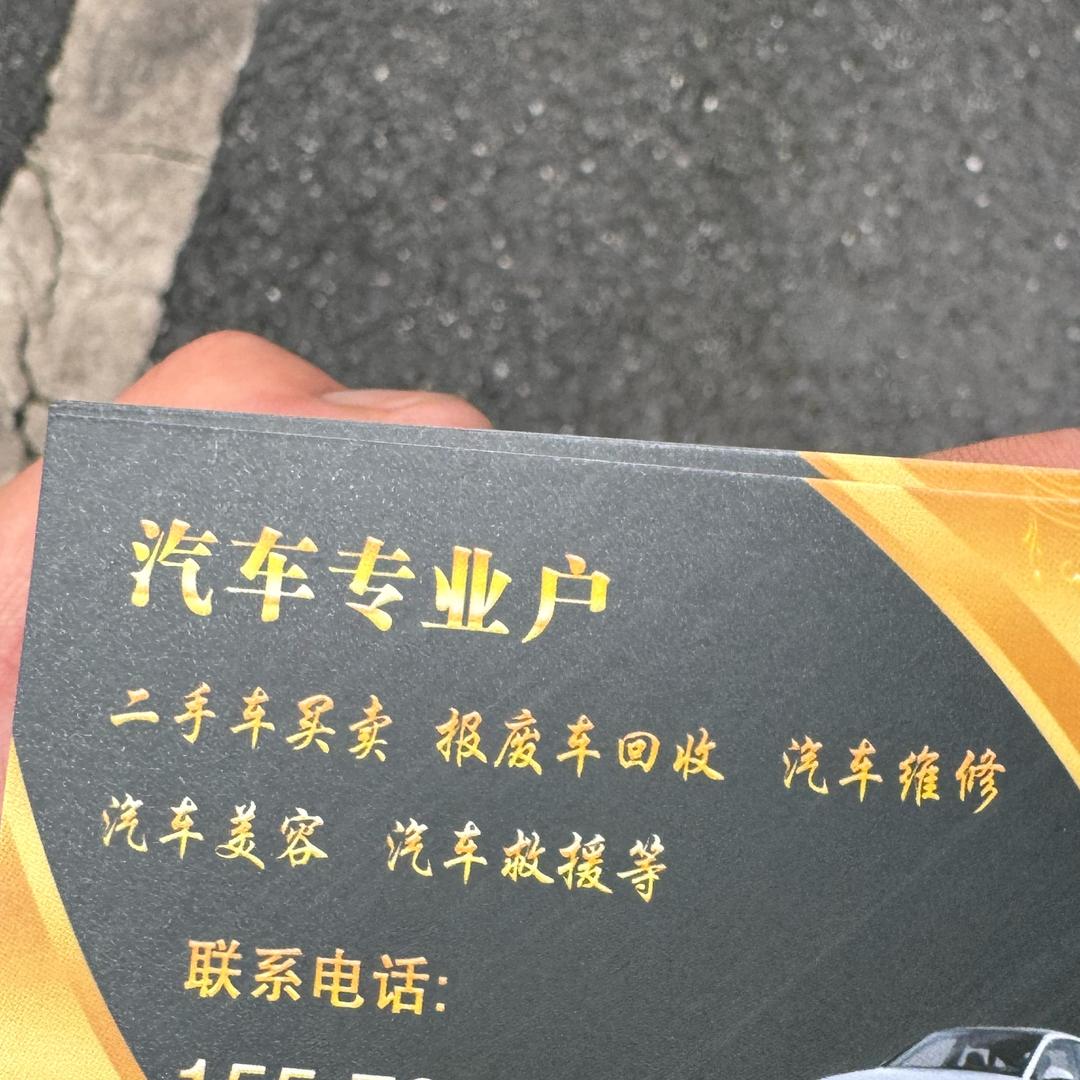 汽车专业户
二手车买卖 报废车回收 汽车维修
汽车美容 汽车救援等
联系电话: